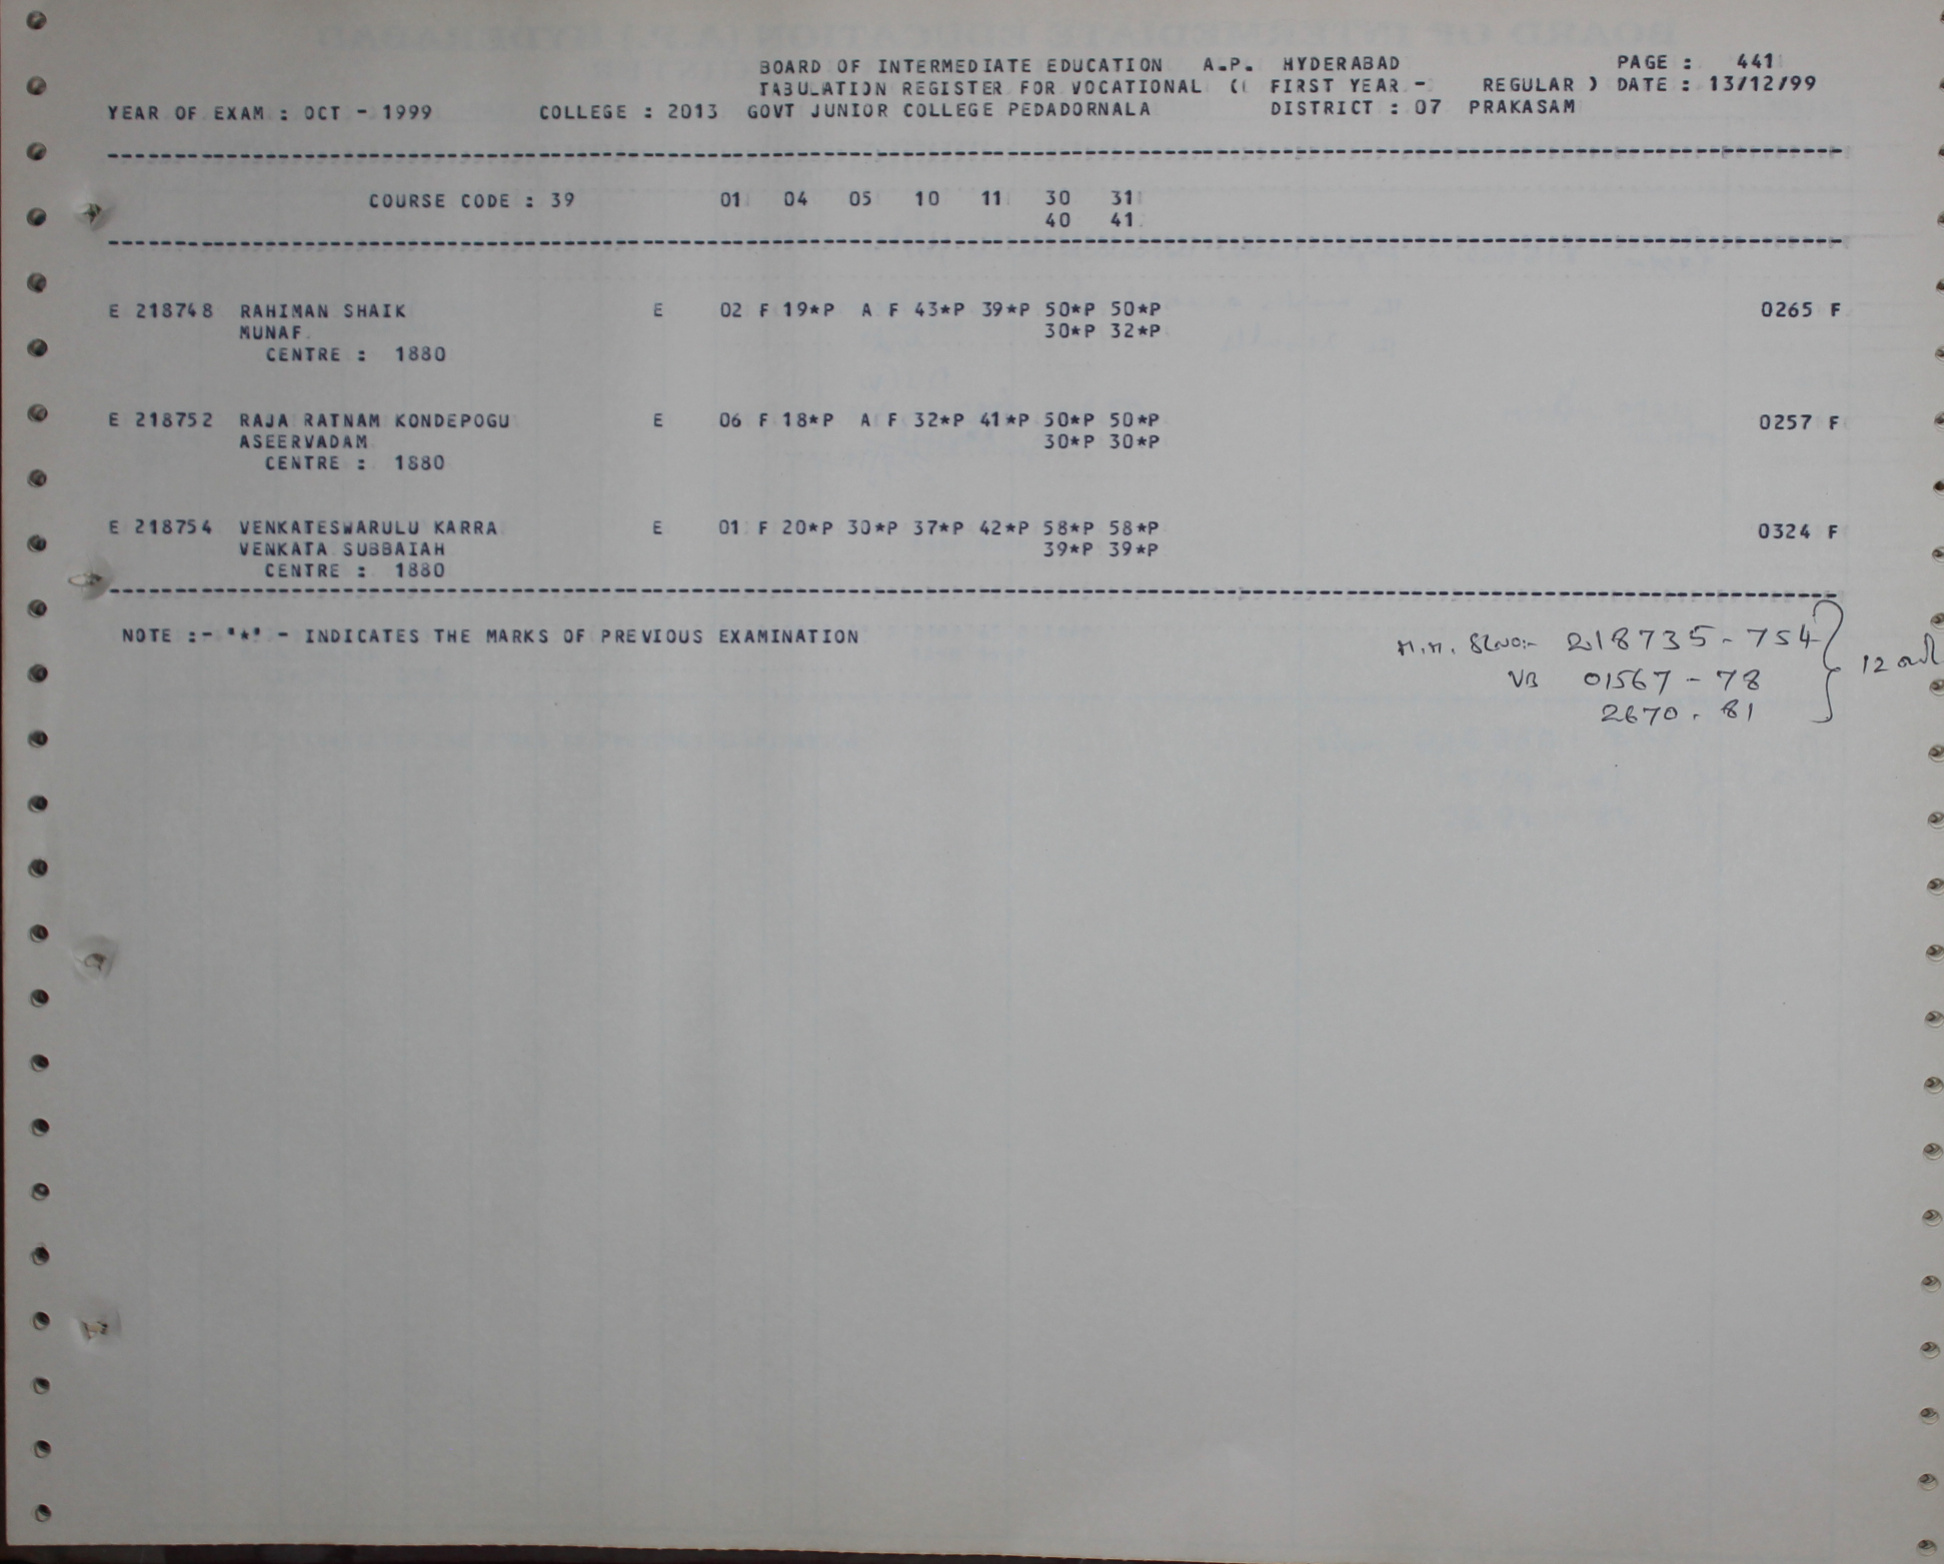 BOARD OF INTERMEDIATE EDUCATION A.P. HYDERABAD PAGE : 441
TABULATION REGISTER FOR VOCATIONAL ( FIRST YEAR - REGULAR ) DATE : 13/12/99
YEAR OF EXAM : OCT - 1999 COLLEGE : 2013 GOVT JUNIOR COLLEGE PEDADORNALA DISTRICT : 07 PRAKASAM
COURSE CODE : 39 01 04 05 10 11 30 31
40 41
E 218748 RAHIMAN SHAIK E 02 F 19*P A F 43*P 39*P 50*P 50*P 0265 F
MUNAF 30*P 32*P
CENTRE : 1880
E 218752 RAJA RATNAM KONDEPOGU E 06 F 18*P A F 32*P 41*P 50*P 50*P 0257 F
ASEERVADAM 30*P 30*P
CENTRE : 1880
E 218754 VENKATESWARULU KARRA E 01 F 20*P 30*P 37*P 42*P 58*P 58*P 0324 F
VENKATA SUBBAIAH 39*P 39*P
CENTRE : 1880
NOTE :- "*" - INDICATES THE MARKS OF PREVIOUS EXAMINATION
M.M. Slno:- 218735-754
VB 01567-78 12
2670-81